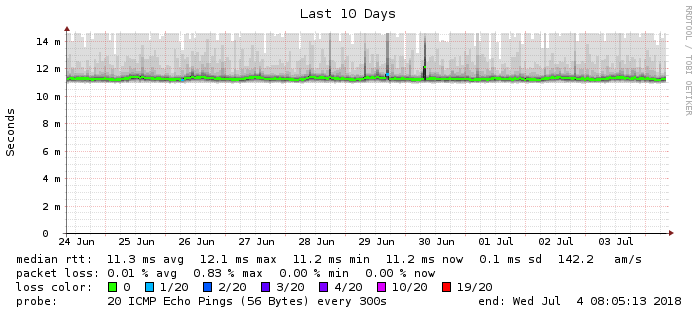 Last 10 Days
RRDTOOL / TOBI OETIKER
Seconds
14 m
12 m
10 m
8 m
6 m
4 m
2 m
0
24 Jun 25 Jun 26 Jun 27 Jun 28 Jun 29 Jun 30 Jun 01 Jul 02 Jul 03 Jul
median rtt: 11.3 ms avg 12.1 ms max 11.2 ms min 11.2 ms now 0.1 ms sd 142.2 am/s
packet loss: 0.01 % avg 0.83 % max 0.00 % min 0.00 % now
loss color: 0 1/20 2/20 3/20 4/20 10/20 19/20
probe: 20 ICMP Echo Pings (56 Bytes) every 300s end: Wed Jul 4 08:05:13 2018